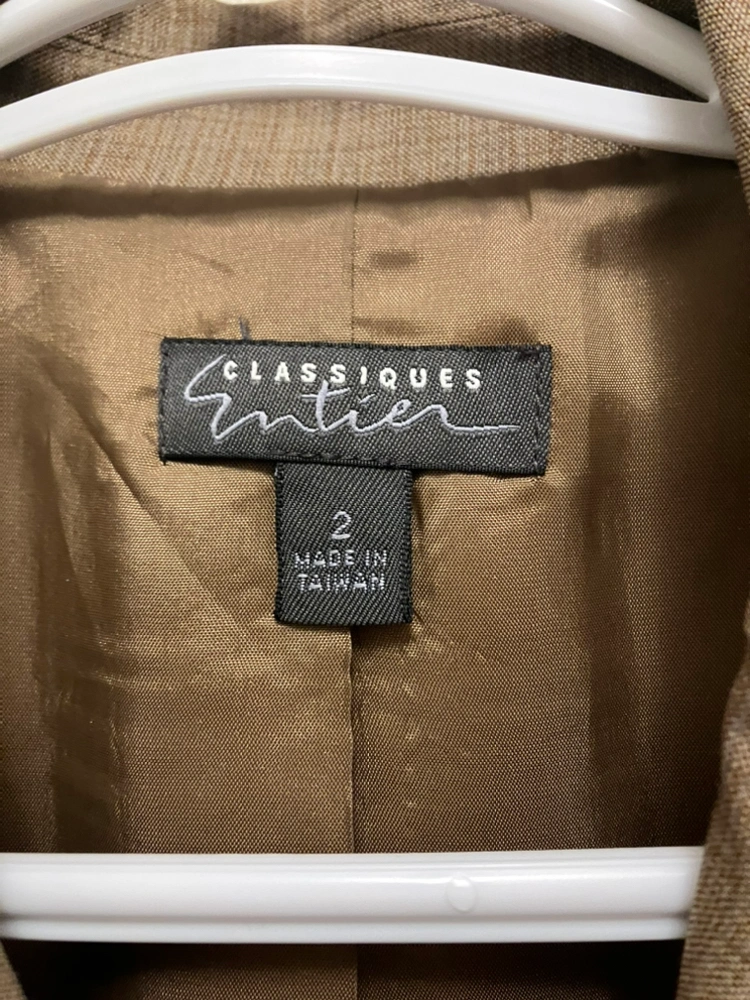 CLASSIQUES
Entier
2
MADE IN
TAIWAN